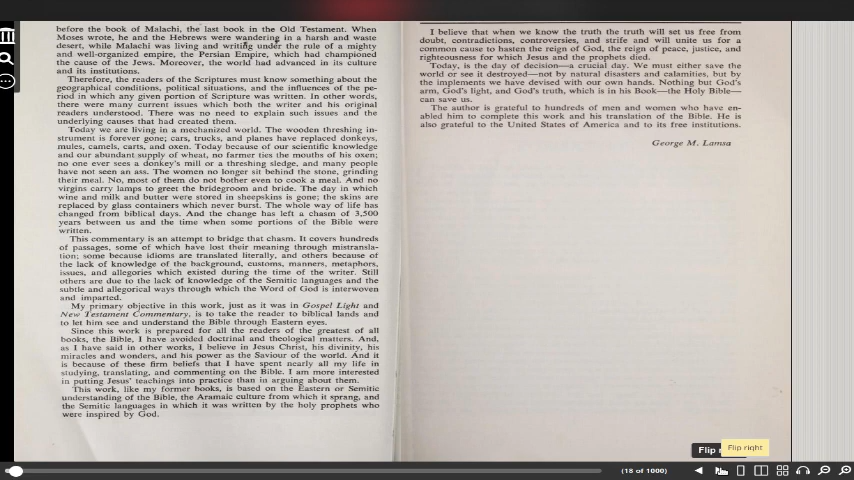 before the book of Malachi, the last book in the Old Testament. When
Moses wrote, he and the Hebrews were wandering in a harsh and waste
desert, while Malachi was living and writing under the rule of a mighty
and well-organized empire, the Persian Empire, which had championed
the cause of the Jews. Moreover, the world had advanced in its culture
and its institutions.
Therefore, the readers of the Scriptures must know something about the
geographical conditions, political situations, and the influences of the pe-
riod in which any given portion of Scripture was written. In other words,
there were many current issues which both the writer and his original
readers understood. There was no need to explain such issues and the
underlying causes that had created them.
Today we are living in a mechanized world. The wooden threshing in-
strument is forever gone; cars, trucks, and planes have replaced donkeys,
mules, camels, carts, and oxen. Today because of our scientific knowledge
and our abundant supply of wheat, no farmer ties the mouths of his oxen;
no one ever sees a donkey's mill or a threshing sledge, and many people
have not seen an ass. The women no longer sit behind the stone, grinding
their meal. No, most of them do not bother even to cook a meal. And no
virgins carry lamps to greet the bridegroom and bride. The day in which
wine and milk and butter were stored in sheepskins is gone; the skins are
replaced by glass containers which never burst. The whole way of life has
changed from biblical days. And the change has left a chasm of 3,500
years between us and the time when some portions of the Bible were
written.
This commentary is an attempt to bridge that chasm. It covers hundreds
of passages, some of which have lost their meaning through mistransla-
tion; some because idioms are translated literally, and others because of
the lack of knowledge of the background, customs, manners, metaphors,
issues, and allegories which existed during the time of the writer. Still
others are due to the lack of knowledge of the Semitic languages and the
subtle and allegorical ways through which the Word of God is interwoven
and imparted.
My primary objective in this work, just as it was in Gospel Light and
New Testament Commentary, is to take the reader to biblical lands and
to let him see and understand the Bible through Eastern eyes.
Since this work is prepared for all the readers of the greatest of all
books, the Bible, I have avoided doctrinal and theological matters. And,
as I have said in other works, I believe in Jesus Christ, his divinity, his
miracles and wonders, and his power as the Saviour of the world. And it
is because of these firm beliefs that I have spent nearly all my life in
studying, translating, and commenting on the Bible. I am more interested
in putting Jesus' teachings into practice than in arguing about them.
This work, like my former books, is based on the Eastern or Semitic
understanding of the Bible, the Aramaic culture from which it sprang, and
the Semitic languages in which it was written by the holy prophets who
were inspired by God.
I believe that when we know the truth the truth will set us free from
doubt, contradictions, controversies, and strife and will unite us for a
common cause to hasten the reign of God, the reign of peace, justice, and
righteousness for which Jesus and the prophets died.
Today, is the day of decision—a crucial day. We must either save the
world or see it destroyed—not by natural disasters and calamities, but by
the implements we have devised with our own hands. Nothing but God's
arm, God's light, and God's truth, which is in his Book—the Holy Bible—
can save us.
The author is grateful to hundreds of men and women who have en-
abled him to complete this work and his translation of the Bible. He is
also grateful to the United States of America and to its free institutions.
George M. Lamsa
Flip
Flip right
(18 of 1000)